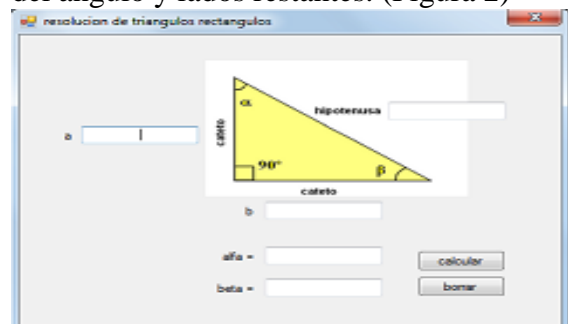 del ángulo y lados restantes. (Figura 2)
resolucion de triangulos rectangulos
α
hipotenusa
a
cateto
90°
β
cateto
b
alfa =
calcular
beta =
borrar